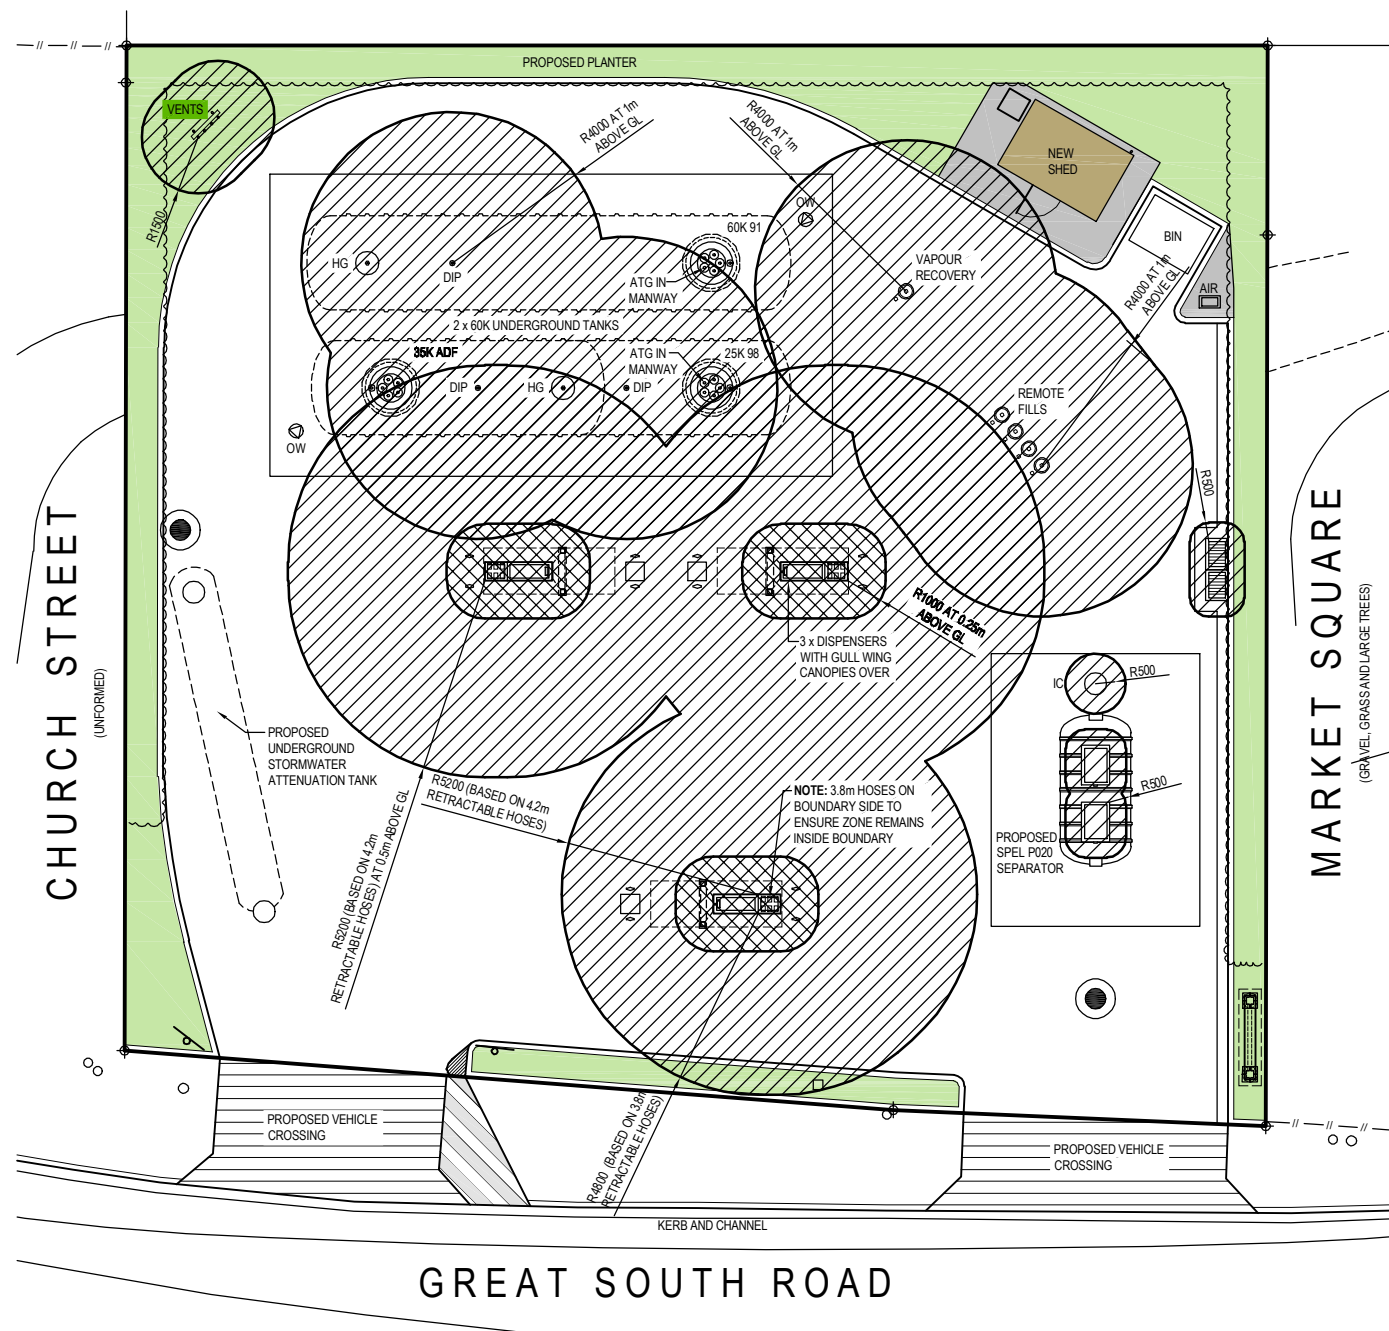 PROPOSED PLANTER
VENTS
R1500
R4000 AT 1m
ABOVE GL
R4000 AT 1m
ABOVE GL
NEW
SHED
BIN
AIR
R4000 AT 1m
ABOVE GL
OW
60K 91
HG
DIP
ATG IN
MANWAY
VAPOUR
RECOVERY
2 x 60K UNDERGROUND TANKS
35K ADF
ATG IN
MANWAY
25K 98
DIP
HG
DIP
OW
REMOTE
FILLS
R500
R1000 AT 0.25m
ABOVE GL
3 x DISPENSERS
WITH GULL WING
CANOPIES OVER
IC
R500
R500
PROPOSED
SPEL P020
SEPARATOR
PROPOSED
UNDERGROUND
STORMWATER
ATTENUATION TANK
R5200 (BASED ON 4.2m
RETRACTABLE HOSES)
R5200 (BASED ON 4.2m
RETRACTABLE HOSES) AT 0.5m ABOVE GL
NOTE: 3.8m HOSES ON
BOUNDARY SIDE TO
ENSURE ZONE REMAINS
INSIDE BOUNDARY
R4800 (BASED ON 3.8m
RETRACTABLE HOSES)
CHURCH STREET
(UNFORMED)
MARKET SQUARE
(GRAVEL, GRASS AND LARGE TREES)
PROPOSED VEHICLE
CROSSING
PROPOSED VEHICLE
CROSSING
KERB AND CHANNEL
GREAT SOUTH ROAD